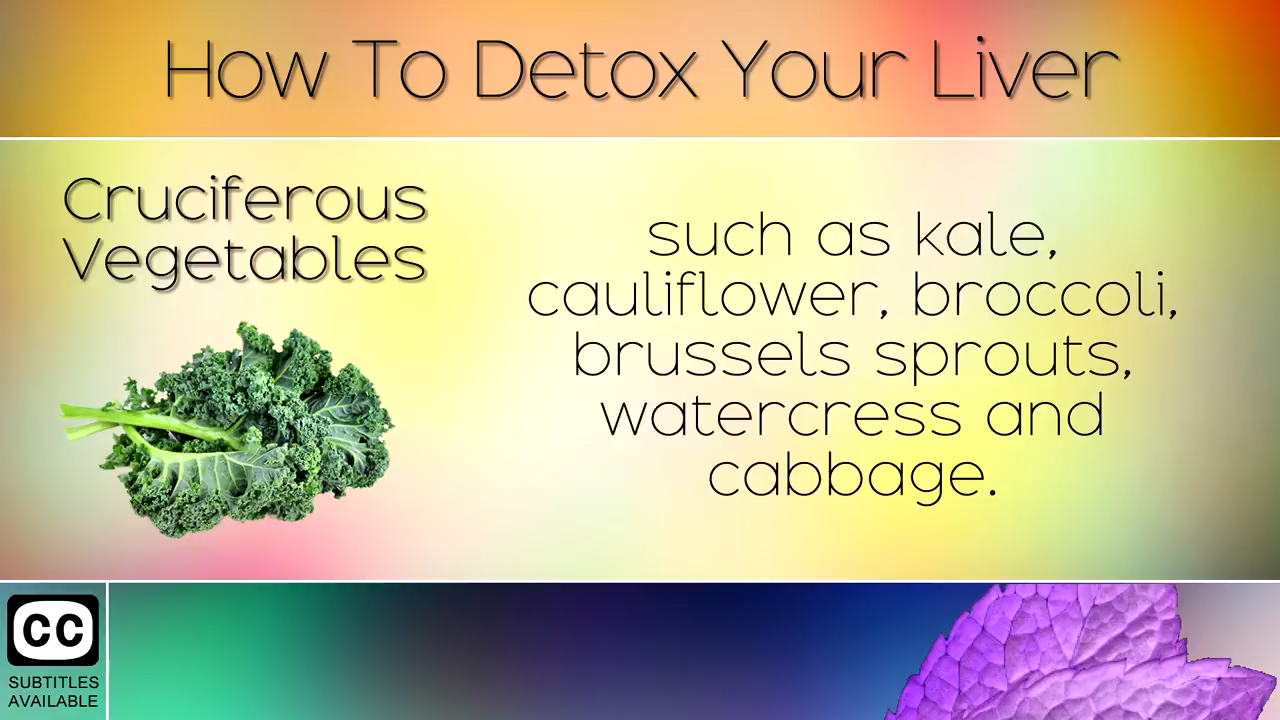 How To Detox Your Liver
Cruciferous
Vegetables
such as kale,
cauliflower, broccoli,
brussels sprouts,
watercress and
cabbage.
CC
SUBTITLES
AVAILABLE